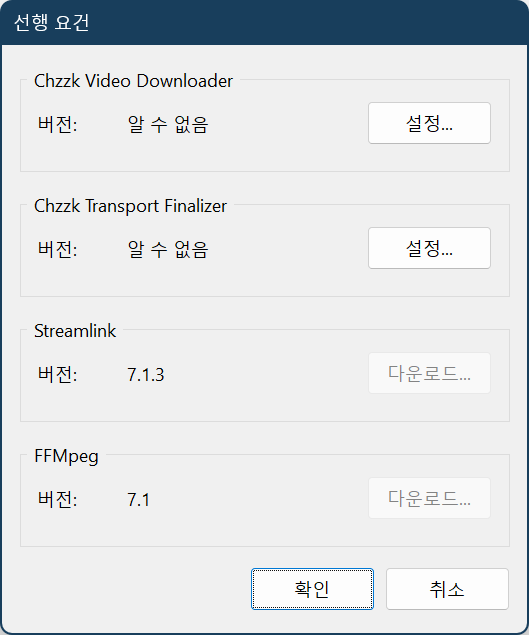 선행 요건
Chzzk Video Downloader
버전: 알 수 없음 설정...
Chzzk Transport Finalizer
버전: 알 수 없음 설정...
Streamlink
버전: 7.1.3 다운로드...
FFMpeg
버전: 7.1 다운로드...
확인 취소